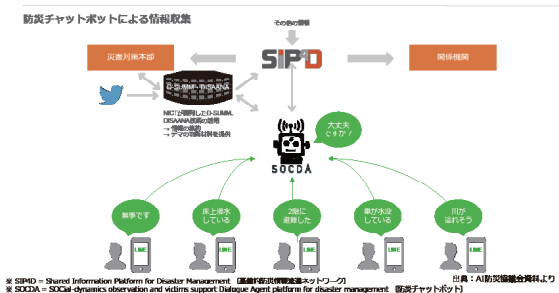 防災チャットボットによる情報収集
その他の情報
災害対策本部
SIP4D
関係機関
D-SUMM・DISAANA
NICTが開発したD-SUMM、
DISAANA技術の活用
→ 情報の要約
→ デマの判断材料を提供
大丈夫
ですか?
SOCDA
無事です
床上浸水
している
2階に
避難した
車が水没
している
川が
溢れそう
LINE
LINE
LINE
LINE
LINE
出典:AI防災協議会資料より
※ SIP4D = Shared Information Platform for Disaster Management 〔基盤的防災情報流通ネットワーク〕
※ SOCDA = SOCial-dynamics observation and victims support Dialogue Agent platform for disaster management 〔防災チャットボット〕